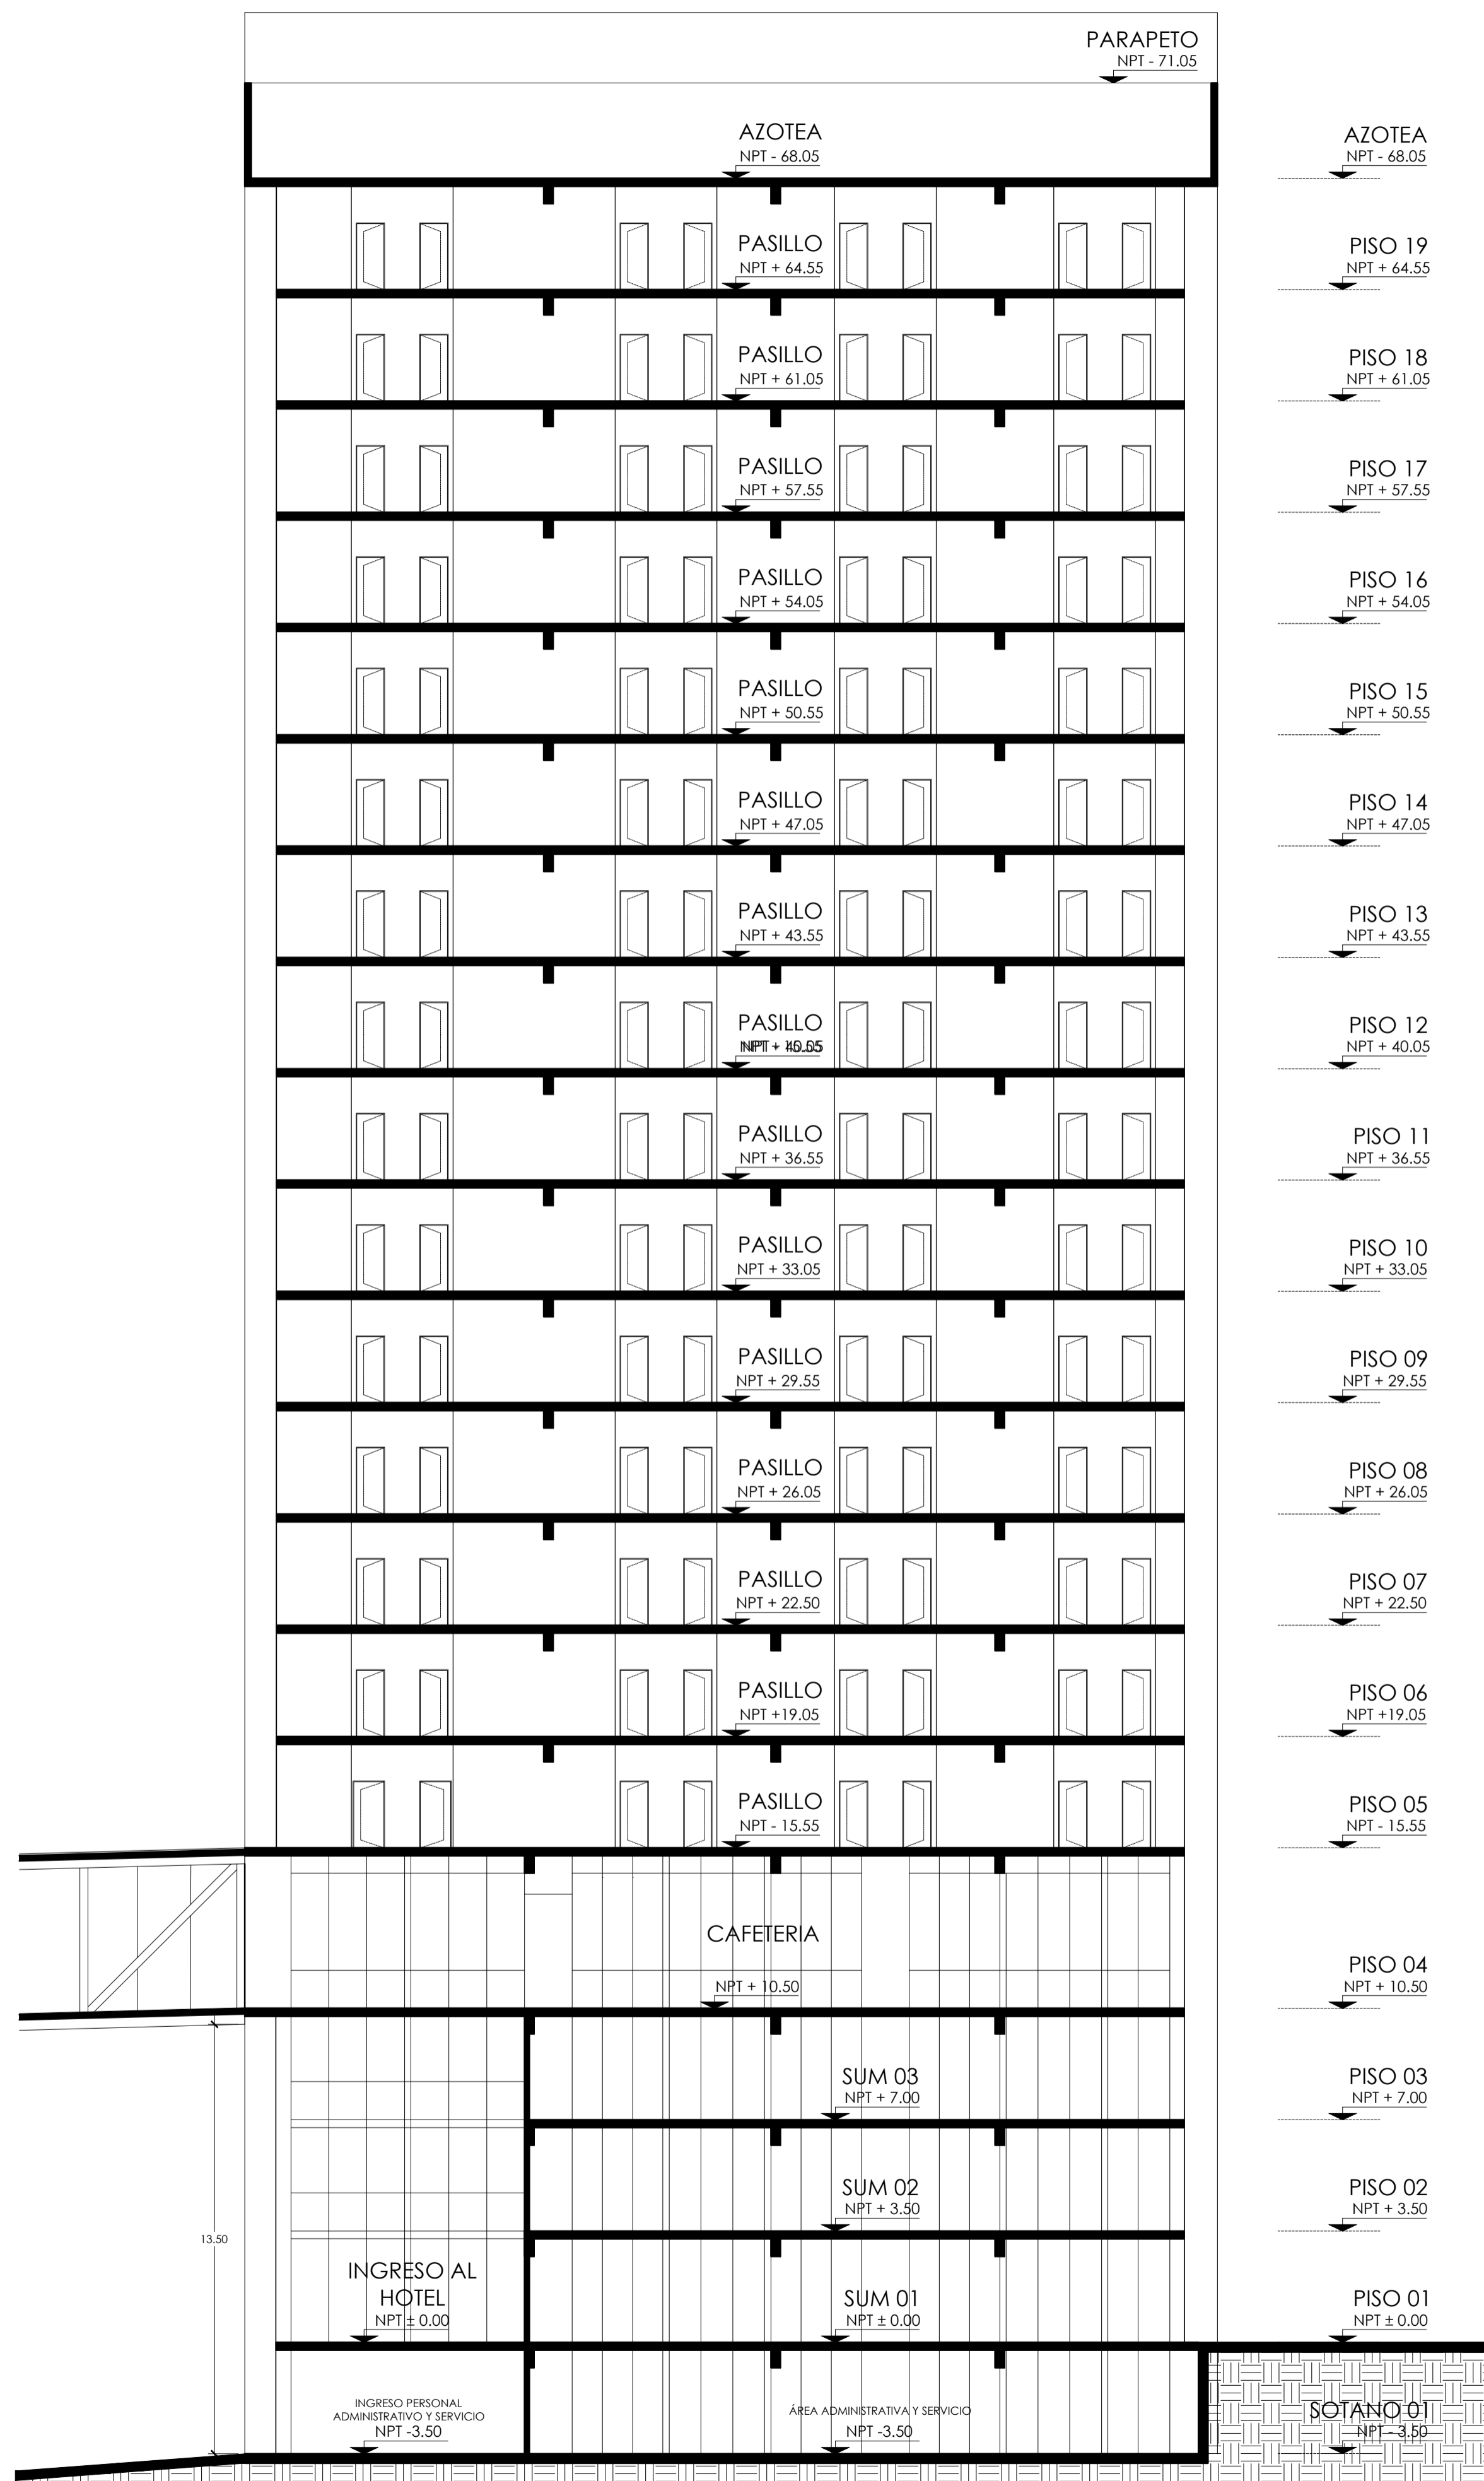 PARAPETO
NPT - 71.05
AZOTEA
NPT - 68.05
AZOTEA
NPT - 68.05
PASILLO
NPT + 64.55
PISO 19
NPT + 64.55
PASILLO
NPT + 61.05
PISO 18
NPT + 61.05
PASILLO
NPT + 57.55
PISO 17
NPT + 57.55
PASILLO
NPT + 54.05
PISO 16
NPT + 54.05
PASILLO
NPT + 50.55
PISO 15
NPT + 50.55
PASILLO
NPT + 47.05
PISO 14
NPT + 47.05
PASILLO
NPT + 43.55
PISO 13
NPT + 43.55
PASILLO
PISO 12
NPT + 40.05
PASILLO
NPT + 36.55
PISO 11
NPT + 36.55
PASILLO
NPT + 33.05
PISO 10
NPT + 33.05
PASILLO
NPT + 29.55
PISO 09
NPT + 29.55
PASILLO
NPT + 26.05
PISO 08
NPT + 26.05
PASILLO
NPT + 22.50
PISO 07
NPT + 22.50
PASILLO
NPT +19.05
PISO 06
NPT +19.05
PASILLO
NPT - 15.55
PISO 05
NPT - 15.55
CAFETERIA
NPT + 10.50
PISO 04
NPT + 10.50
SUM 03
NPT + 7.00
PISO 03
NPT + 7.00
SUM 02
NPT + 3.50
PISO 02
NPT + 3.50
13.50
INGRESO AL
HOTEL
NPT ± 0.00
SUM 01
NPT ± 0.00
PISO 01
NPT ± 0.00
INGRESO PERSONAL
ADMINISTRATIVO Y SERVICIO
NPT -3.50
ÁREA ADMINISTRATIVA Y SERVICIO
NPT -3.50
SOTANO 01
NPT - 3.50